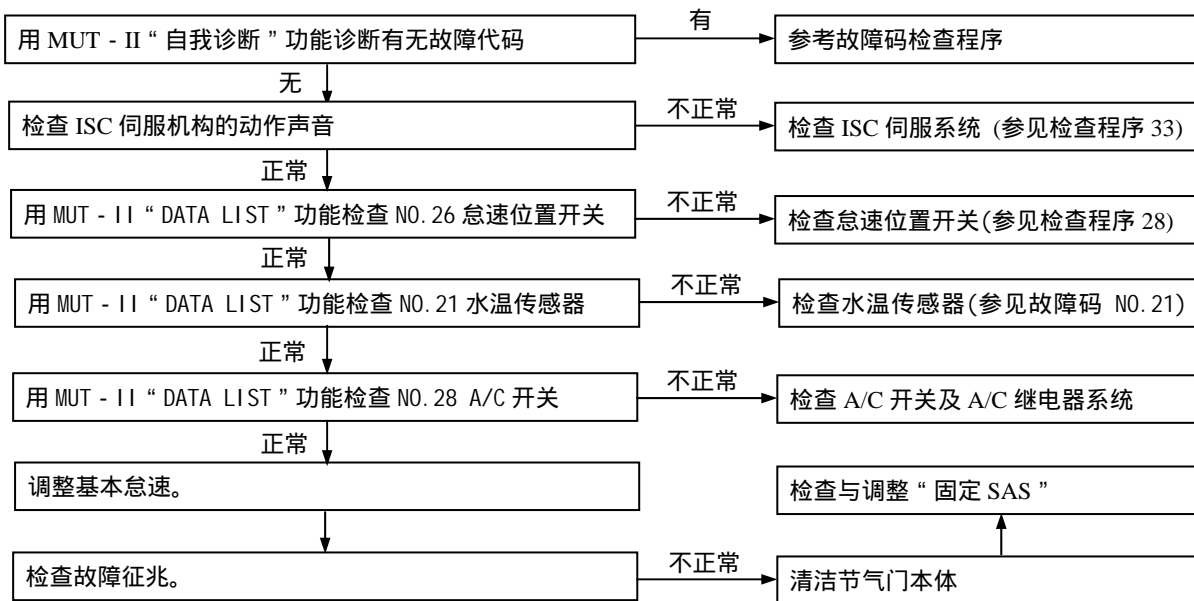 有
用 MUT - II “ 自我诊断 ” 功能诊断有无故障代码
参考故障码检查程序
无
不正常
检查 ISC 伺服机构的动作声音
检查 ISC 伺服系统 (参见检查程序 33)
正常
不正常
用 MUT - II “ DATA LIST ” 功能检查 NO.26 怠速位置开关
检查怠速位置开关(参见检查程序 28)
正常
不正常
用 MUT - II “ DATA LIST ” 功能检查 NO.21 水温传感器
检查水温传感器(参见故障码 NO.21)
正常
不正常
用 MUT - II “ DATA LIST ” 功能检查 NO.28 A/C 开关
检查 A/C 开关及 A/C 继电器系统
正常
调整基本怠速。
检查与调整 “ 固定 SAS ”
不正常
检查故障征兆。
清洁节气门本体